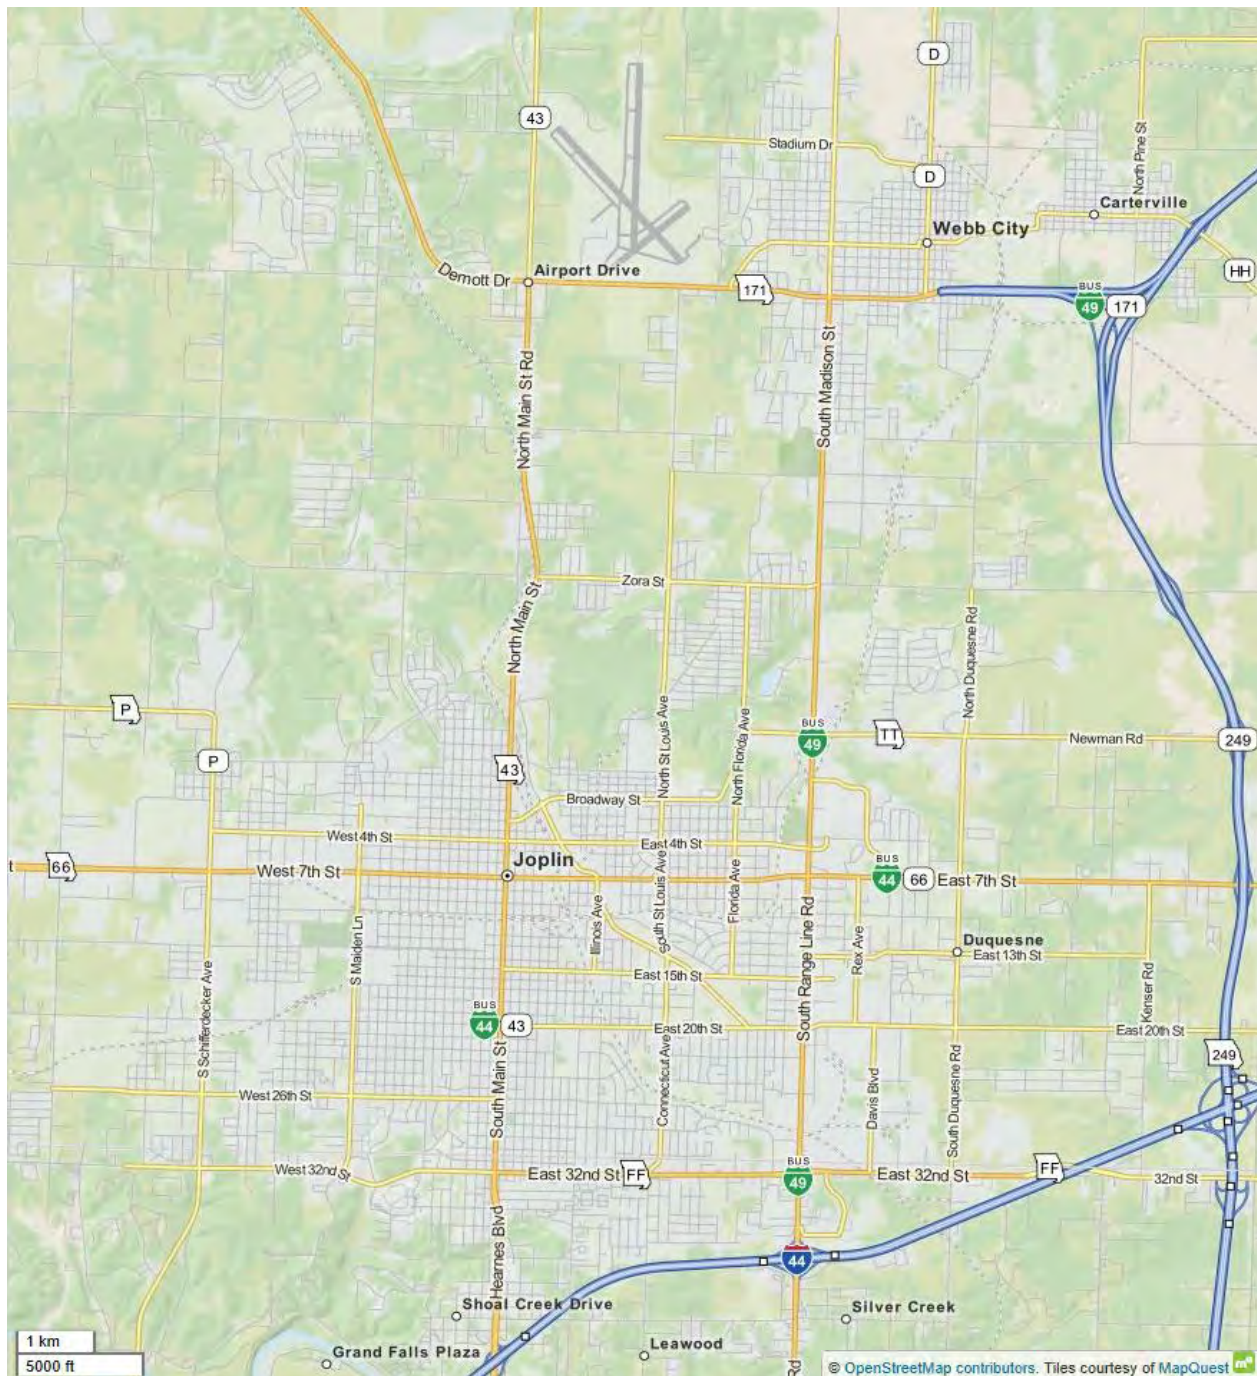 D
43
Stadium Dr
North Pine St
D
Carterville
Webb City
HH
Dernott Dr
Airport Drive
171
BUS
49
171
North Main St Rd
South Madison St
Zora St
North Main St
North Duquesne Rd
P
North St Louis Ave
North Florida Ave
BUS
49
TT
Newman Rd
249
P
43
Broadway St
West 4th St
East 4th St
t
66
West 7th St
Joplin
BUS
44
66
East 7th St
South St Louis Ave
Florida Ave
Illinois Ave
S Maiden Ln
South Range Line Rd
Rex Ave
Duquesne
East 13th St
East 15th St
Kenser Rd
S Schifferdecker Ave
BUS
44
43
East 20th St
East 20th St
249
South Main St
Connecticut Ave
Davis Blvd
South Duquesne Rd
West 26th St
West 32nd St
East 32nd St
FF
BUS
49
East 32nd St
FF
32nd St
Hearnes Blvd
44
Shoal Creek Drive
Silver Creek
1 km
5000 ft
Grand Falls Plaza
Leawood
Rd
© OpenStreetMap contributors. Tiles courtesy of MapQuest